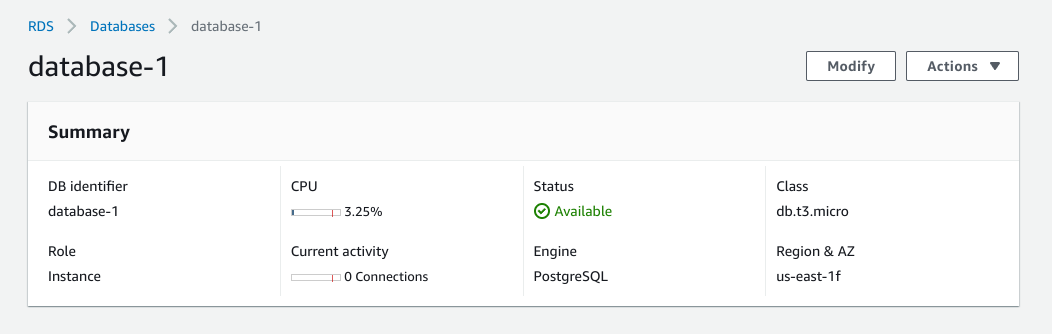 RDS > Databases > database-1
database-1
Modify
Actions ▼
Summary
DB identifier
database-1
CPU
3.25%
Status
Available
Class
db.t3.micro
Role
Instance
Current activity
0 Connections
Engine
PostgreSQL
Region & AZ
us-east-1f